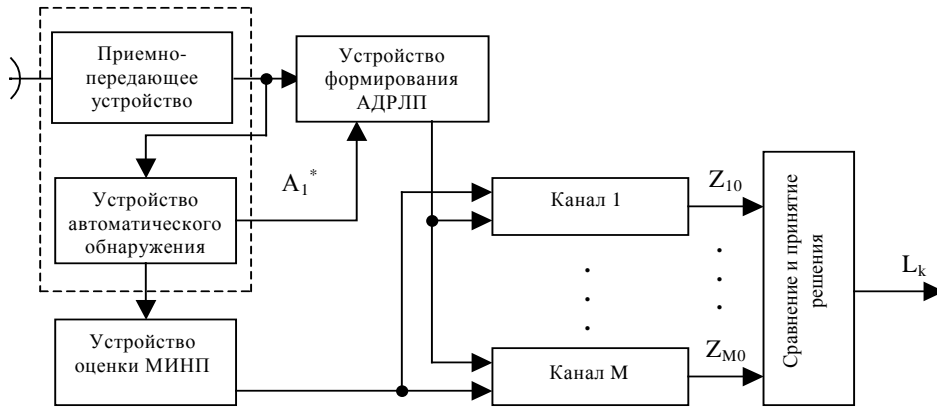 Приемно-
передающее
устройство
Устройство
формирования
АДРЛП
A₁*
Устройство
автоматического
обнаружения
Канал 1
Z₁₀
Сравнение и принятие
решения
Lₖ
Устройство
оценки МИНП
Канал М
Z_M0